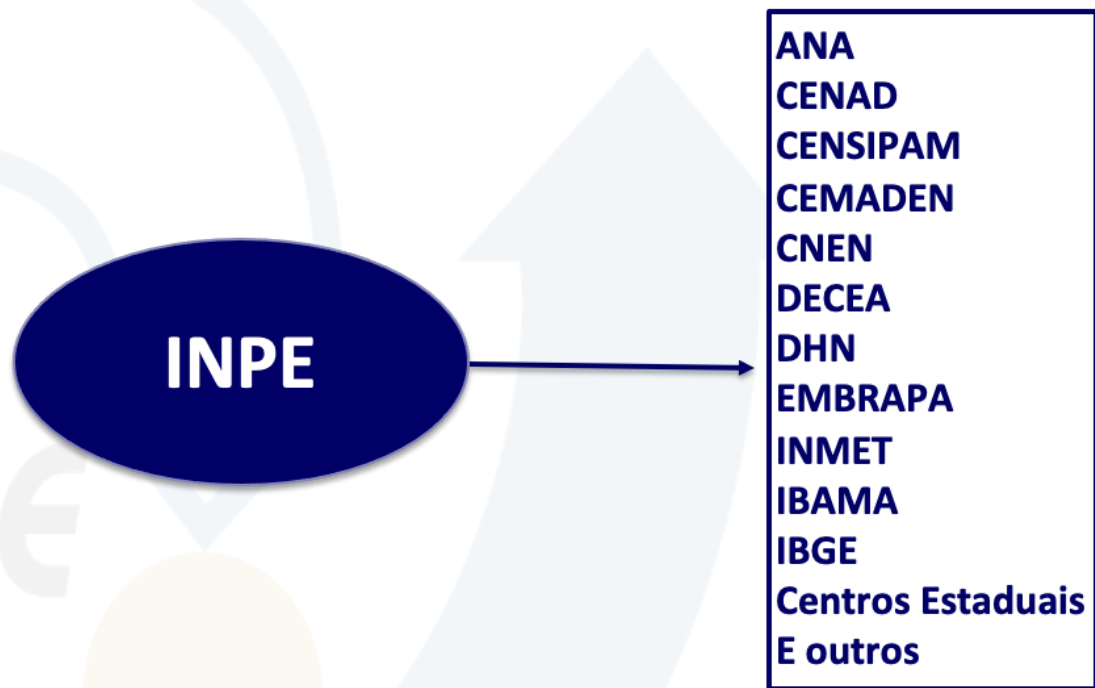 INPE
ANA
CENAD
CENSIPAM
CEMADEN
CNEN
DECEA
DHN
EMBRAPA
INMET
IBAMA
IBGE
Centros Estaduais
E outros